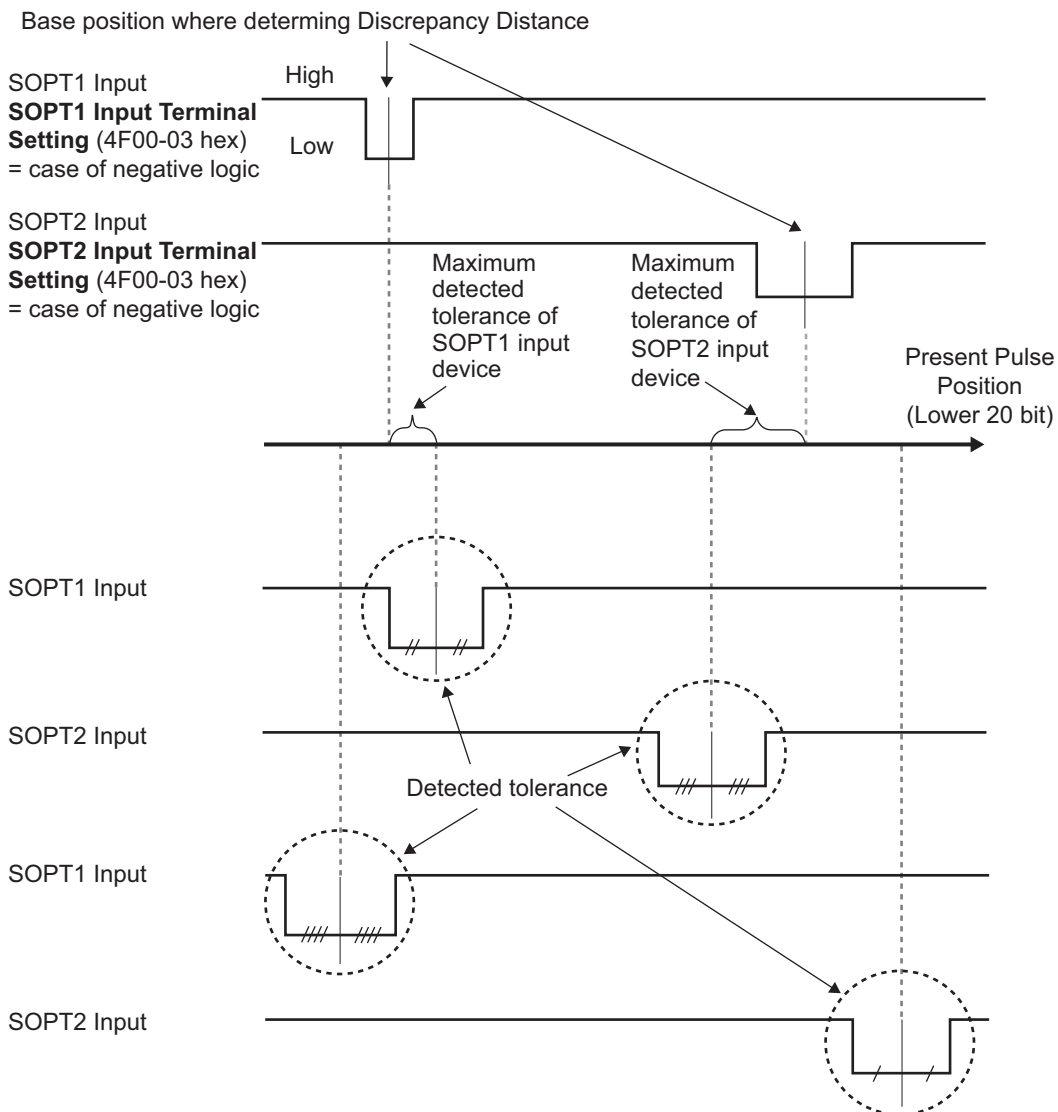 Base position where determing Discrepancy Distance
SOPT1 Input
SOPT1 Input Terminal
Setting (4F00-03 hex)
= case of negative logic
High
Low
SOPT2 Input
SOPT2 Input Terminal
Setting (4F00-03 hex)
= case of negative logic
Maximum
detected
tolerance of
SOPT1 input
device
Maximum
detected
tolerance of
SOPT2 input
device
Present Pulse
Position
(Lower 20 bit)
SOPT1 Input
SOPT2 Input
Detected tolerance
SOPT1 Input
SOPT2 Input